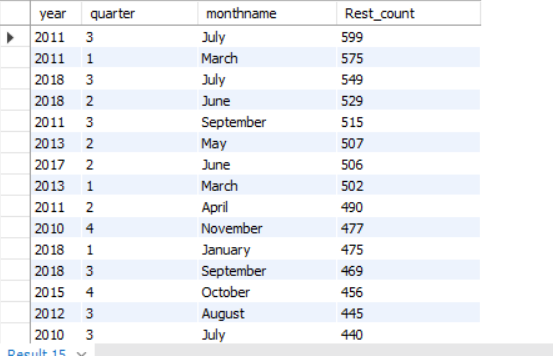 year quarter monthname Rest_count
2011 3 July 599
2011 1 March 575
2018 3 July 549
2018 2 June 529
2011 3 September 515
2013 2 May 507
2017 2 June 506
2013 1 March 502
2011 2 April 490
2010 4 November 477
2018 1 January 475
2018 3 September 469
2015 4 October 456
2012 3 August 445
2010 3 July 440
Result 15